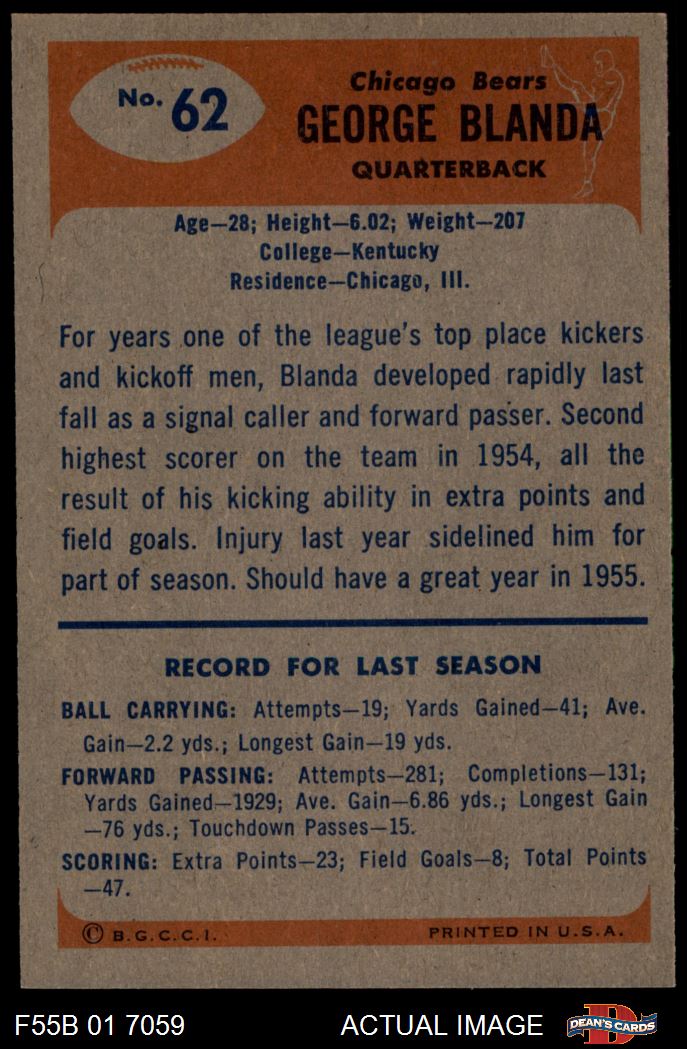 No. 62
Chicago Bears
GEORGE BLANDA
QUARTERBACK
Age—28; Height—6.02; Weight—207
College—Kentucky
Residence—Chicago, Ill.
For years one of the league's top place kickers
and kickoff men, Blanda developed rapidly last
fall as a signal caller and forward passer. Second
highest scorer on the team in 1954, all the
result of his kicking ability in extra points and
field goals. Injury last year sidelined him for
part of season. Should have a great year in 1955.
RECORD FOR LAST SEASON
BALL CARRYING: Attempts—19; Yards Gained—41; Ave.
Gain—2.2 yds.; Longest Gain—19 yds.
FORWARD PASSING: Attempts—281; Completions—131;
Yards Gained—1929; Ave. Gain—6.86 yds.; Longest Gain
—76 yds.; Touchdown Passes—15.
SCORING: Extra Points—23; Field Goals—8; Total Points
—47.
© B.G.C.C.I. PRINTED IN U.S.A.
F55B 01 7059 ACTUAL IMAGE D DEAN'S CARDS